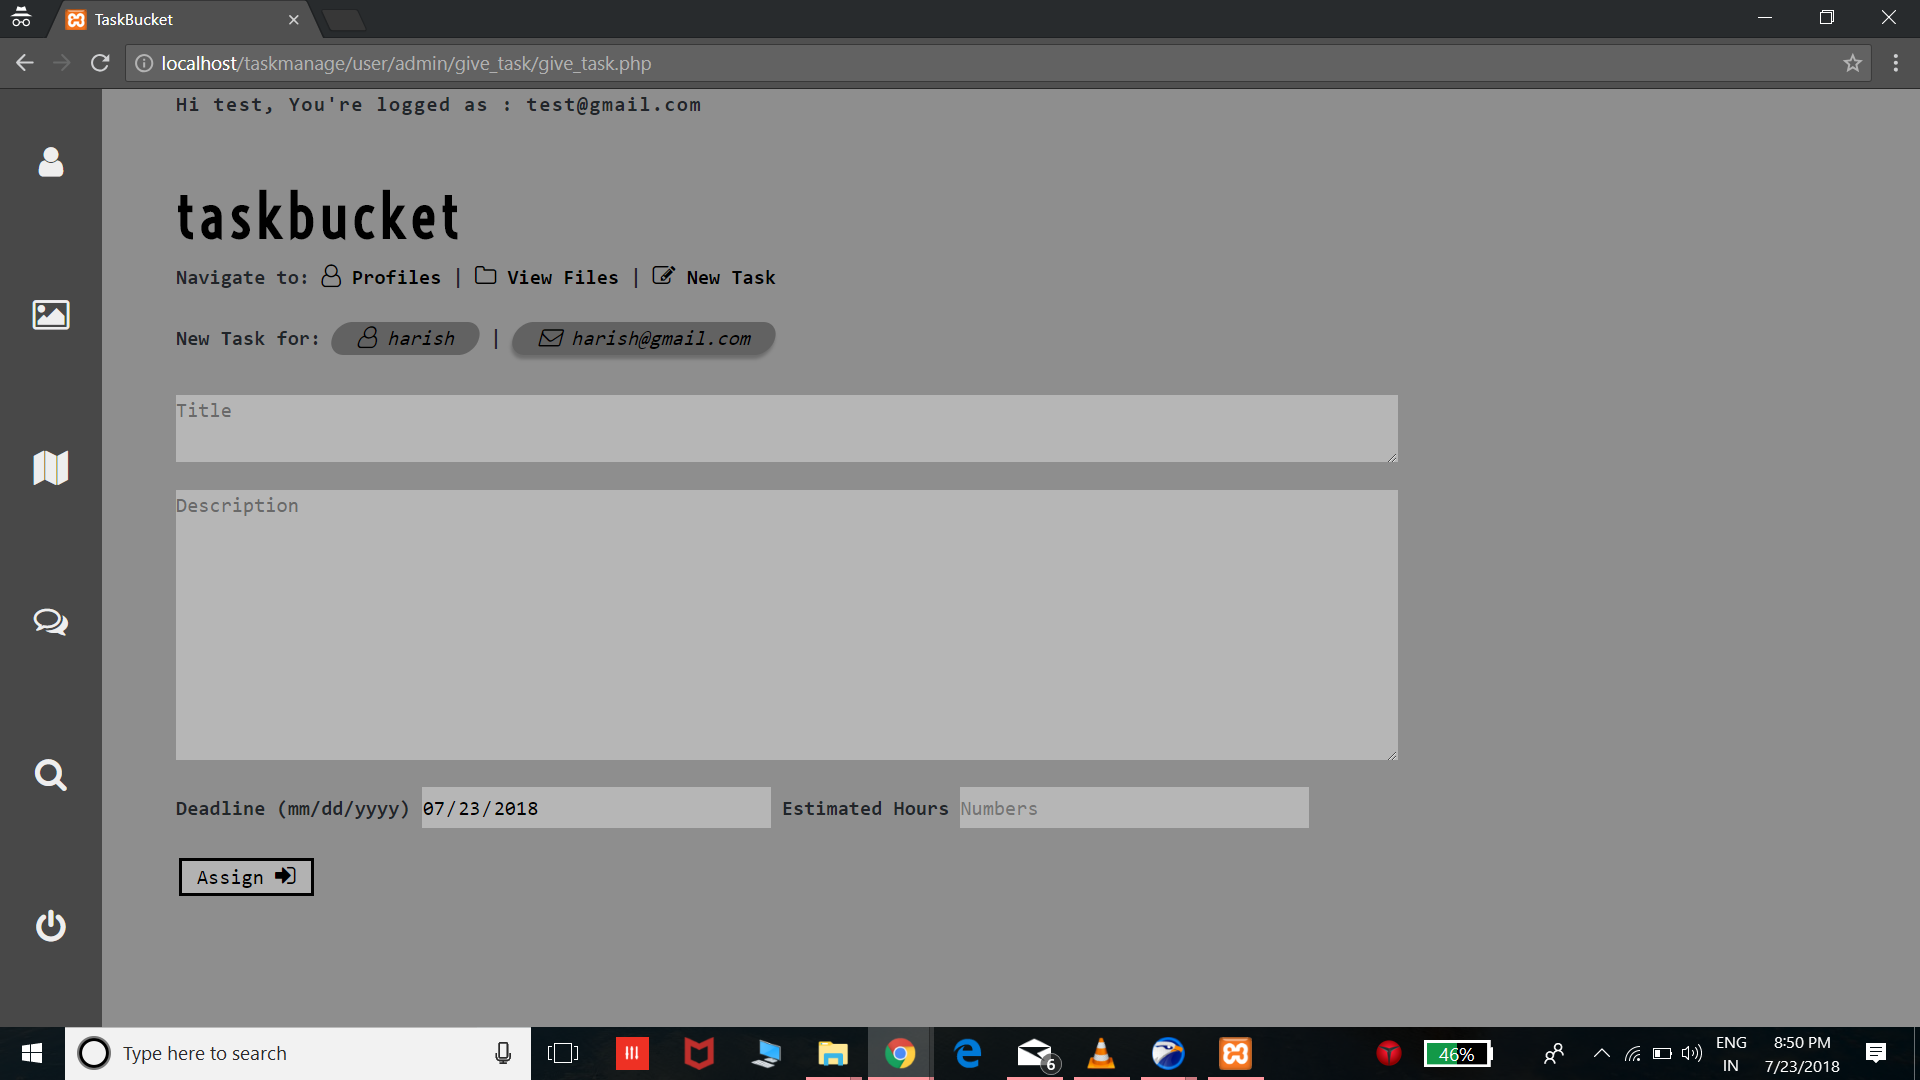 TaskBucket
localhost/taskmanage/user/admin/give_task/give_task.php
Hi test, You're logged as : test@gmail.com
taskbucket
Navigate to: Profiles | View Files | New Task
New Task for: harish | harish@gmail.com
Title
Description
Deadline (mm/dd/yyyy) 07/23/2018 Estimated Hours Numbers
Assign
Type here to search
6
46%
ENG
IN
8:50 PM
7/23/2018